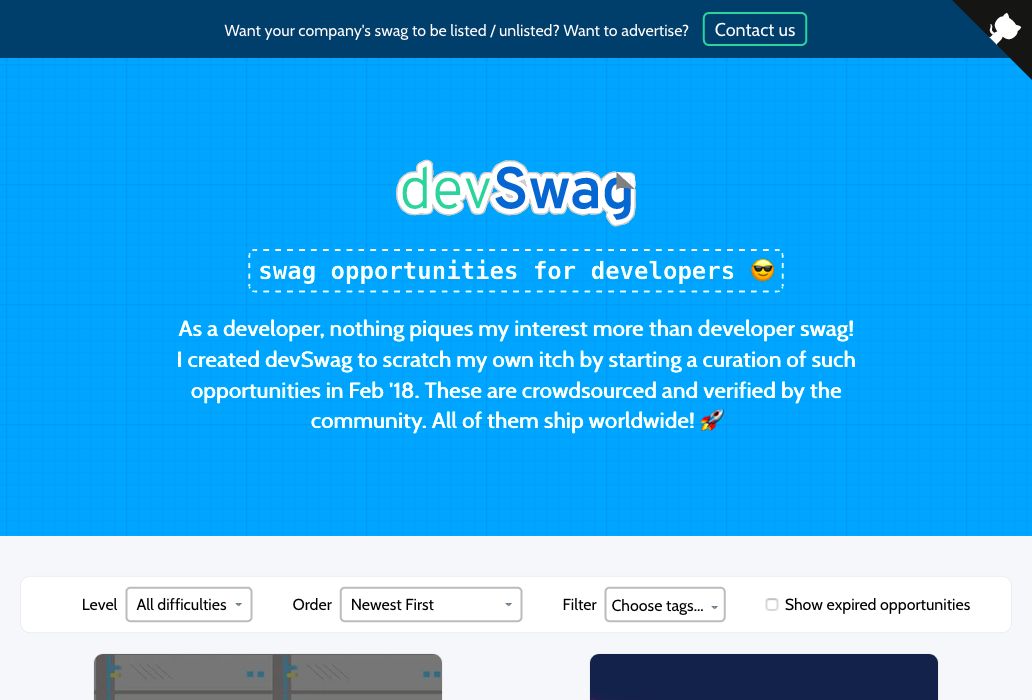 Want your company's swag to be listed / unlisted? Want to advertise? Contact us
devSwag
swag opportunities for developers 😎
As a developer, nothing piques my interest more than developer swag!
I created devSwag to scratch my own itch by starting a curation of such
opportunities in Feb '18. These are crowdsourced and verified by the
community. All of them ship worldwide! 🚀
Level All difficulties Order Newest First Filter Choose tags... Show expired opportunities